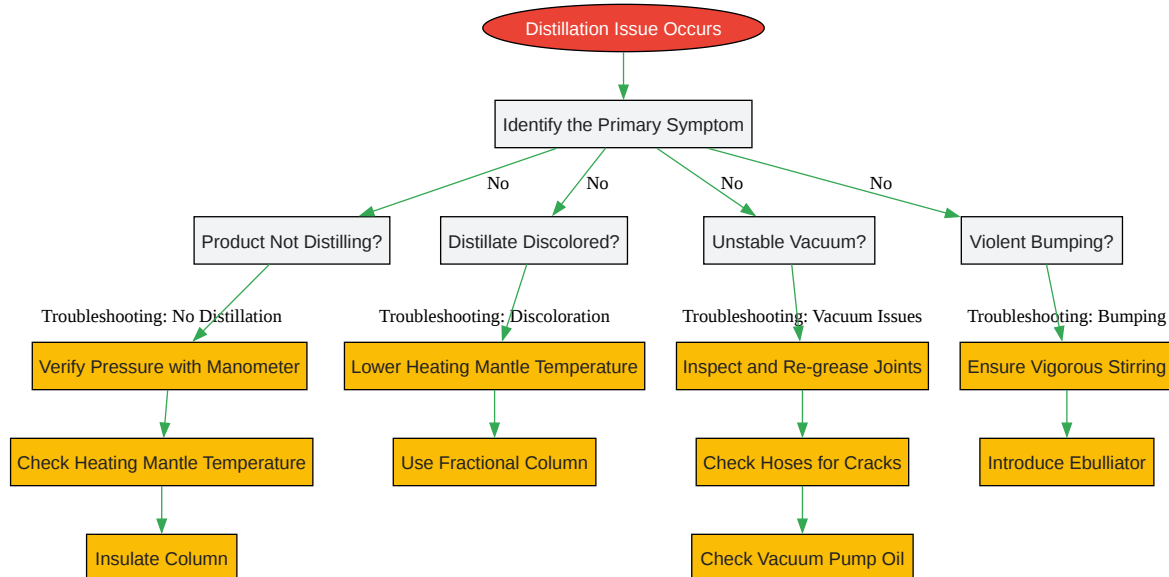 Distillation Issue Occurs
Identify the Primary Symptom
No
No
No
No
Product Not Distilling?
Distillate Discolored?
Unstable Vacuum?
Violent Bumping?
Troubleshooting: No Distillation
Troubleshooting: Discoloration
Troubleshooting: Vacuum Issues
Troubleshooting: Bumping
Verify Pressure with Manometer
Lower Heating Mantle Temperature
Inspect and Re-grease Joints
Ensure Vigorous Stirring
Check Heating Mantle Temperature
Use Fractional Column
Check Hoses for Cracks
Introduce Ebulliator
Insulate Column
Check Vacuum Pump Oil